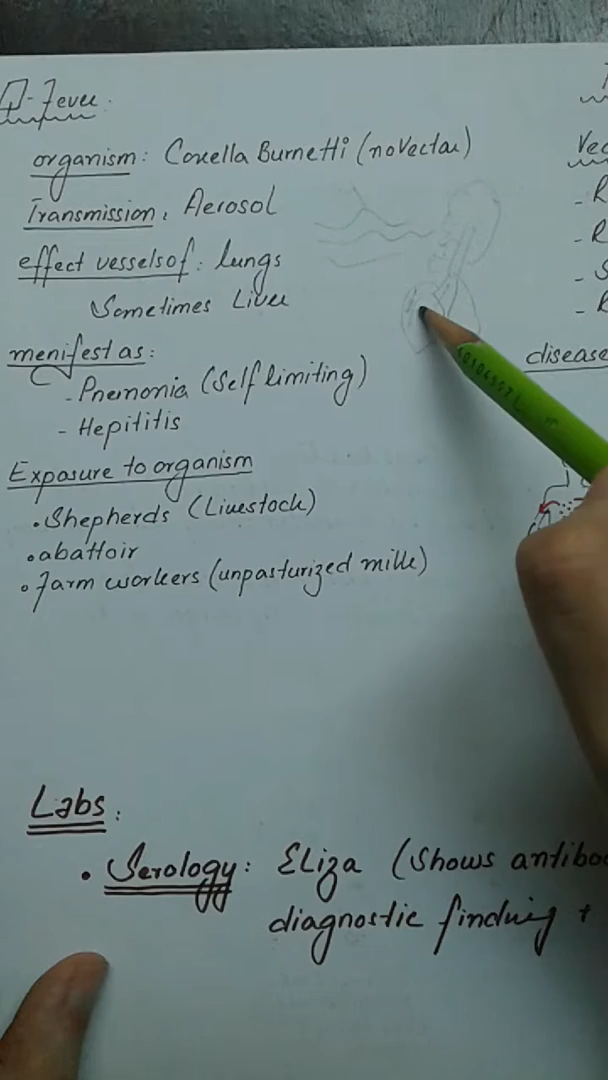 Q-Fever:
organism: Coxella Burnetti (no Vector)
Transmission: Aerosol
effect vessels of: lungs
Sometimes Liver
menifest as:
- Pnemonia (Self limiting)
- Hepititis
Exposure to organism
• Shepherds (Livestock)
• abattoir
• farm workers (unpasturized milk)
Labs:
• Serology: Eliza (Shows antibo
diagnostic finding +
Vec
- R
- R
- S
- R
disease